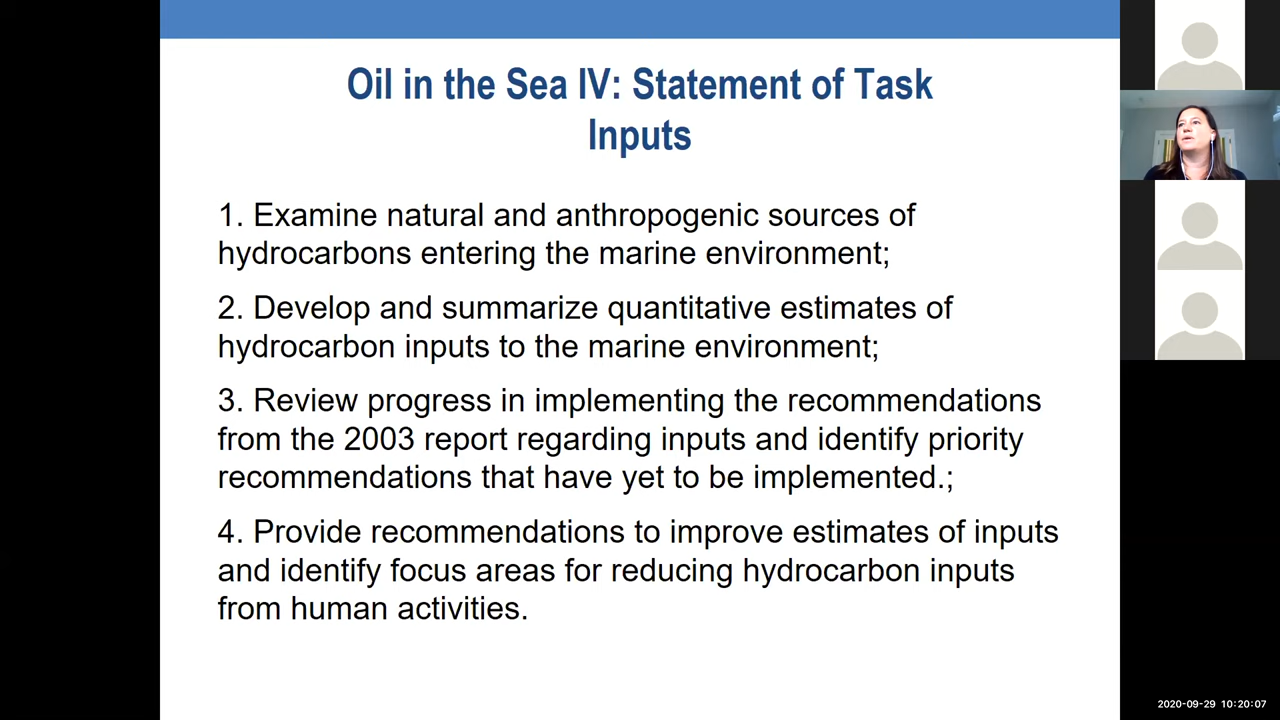 Oil in the Sea IV: Statement of Task
Inputs
1. Examine natural and anthropogenic sources of
hydrocarbons entering the marine environment;
2. Develop and summarize quantitative estimates of
hydrocarbon inputs to the marine environment;
3. Review progress in implementing the recommendations
from the 2003 report regarding inputs and identify priority
recommendations that have yet to be implemented.;
4. Provide recommendations to improve estimates of inputs
and identify focus areas for reducing hydrocarbon inputs
from human activities.
2020-09-29 10:20:07